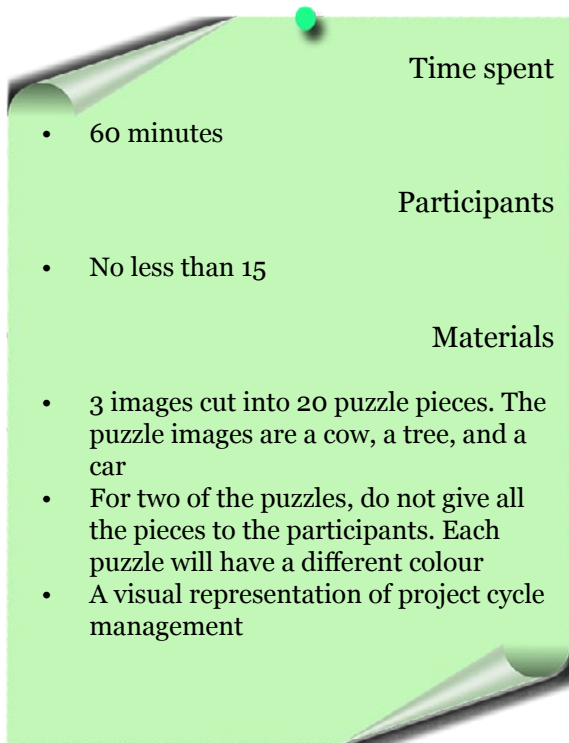 Time spent
• 60 minutes
Participants
• No less than 15
Materials
• 3 images cut into 20 puzzle pieces. The
puzzle images are a cow, a tree, and a
car
• For two of the puzzles, do not give all
the pieces to the participants. Each
puzzle will have a different colour
• A visual representation of project cycle
management